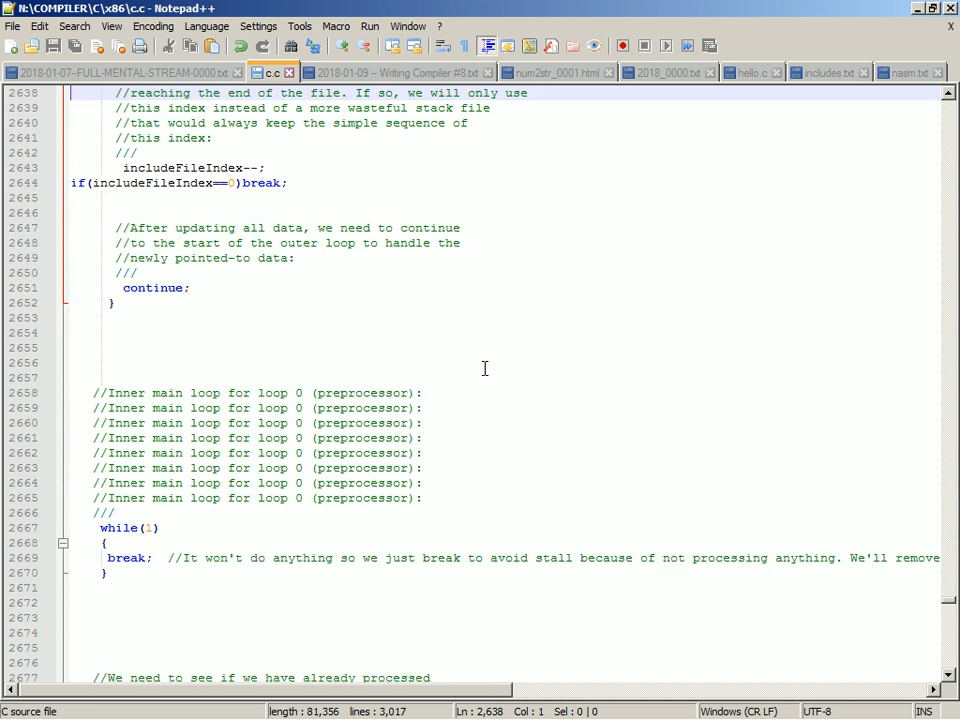 N:\COMPILER\C\x86\c.c - Notepad++
File Edit Search View Encoding Language Settings Tools Macro Run Window ? X
2018-01-07-FULL-MENTAL-STREAM-0000.txt c.c 2018-01-09 -- Writing Compiler #8.txt num2str_0001.html 2018_0000.txt hello.c includes.txt nasm.txt
2638 //reaching the end of the file. If so, we will only use
2639 //this index instead of a more wasteful stack file
2640 //that would always keep the simple sequence of
2641 //this index:
2642 ///
2643 includeFileIndex--;
2644 if(includeFileIndex==0)break;
2645
2646
2647 //After updating all data, we need to continue
2648 //to the start of the outer loop to handle the
2649 //newly pointed-to data:
2650 ///
2651 continue;
2652 }
2653
2654
2655
2656
2657
2658 //Inner main loop for loop 0 (preprocessor):
2659 //Inner main loop for loop 0 (preprocessor):
2660 //Inner main loop for loop 0 (preprocessor):
2661 //Inner main loop for loop 0 (preprocessor):
2662 //Inner main loop for loop 0 (preprocessor):
2663 //Inner main loop for loop 0 (preprocessor):
2664 //Inner main loop for loop 0 (preprocessor):
2665 //Inner main loop for loop 0 (preprocessor):
2666 ///
2667 while(1)
2668 {
2669 break; //It won't do anything so we just break to avoid stall because of not processing anything. We'll remove
2670 }
2671
2672
2673
2674
2675
2676
2677 //We need to see if we have already processed
C source file length : 81,356 lines : 3,017 Ln : 2,638 Col : 1 Sel : 0 | 0 Windows (CR LF) UTF-8 INS